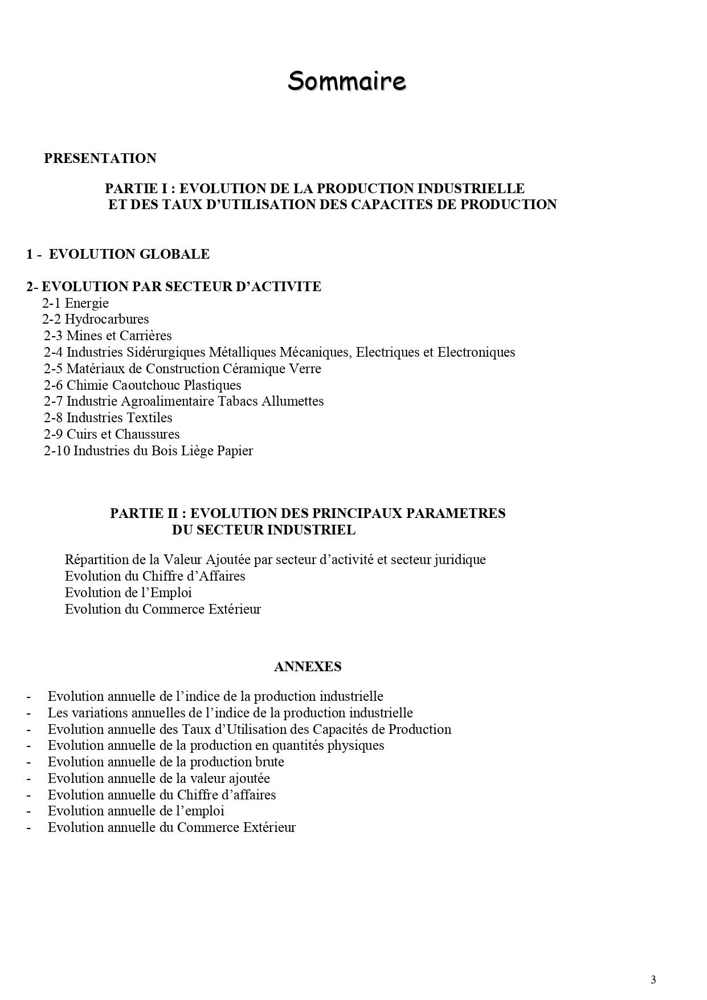 Sommaire
PRESENTATION
PARTIE I : EVOLUTION DE LA PRODUCTION INDUSTRIELLE
ET DES TAUX D’UTILISATION DES CAPACITES DE PRODUCTION
1 - EVOLUTION GLOBALE
2- EVOLUTION PAR SECTEUR D’ACTIVITE
2-1 Energie
2-2 Hydrocarbures
2-3 Mines et Carrières
2-4 Industries Sidérurgiques Métalliques Mécaniques, Electriques et Electroniques
2-5 Matériaux de Construction Céramique Verre
2-6 Chimie Caoutchouc Plastiques
2-7 Industrie Agroalimentaire Tabacs Allumettes
2-8 Industries Textiles
2-9 Cuirs et Chaussures
2-10 Industries du Bois Liège Papier
PARTIE II : EVOLUTION DES PRINCIPAUX PARAMETRES
DU SECTEUR INDUSTRIEL
Répartition de la Valeur Ajoutée par secteur d’activité et secteur juridique
Evolution du Chiffre d’Affaires
Evolution de l’Emploi
Evolution du Commerce Extérieur
ANNEXES
- Evolution annuelle de l’indice de la production industrielle
- Les variations annuelles de l’indice de la production industrielle
- Evolution annuelle des Taux d’Utilisation des Capacités de Production
- Evolution annuelle de la production en quantités physiques
- Evolution annuelle de la production brute
- Evolution annuelle de la valeur ajoutée
- Evolution annuelle du Chiffre d’affaires
- Evolution annuelle de l’emploi
- Evolution annuelle du Commerce Extérieur
3